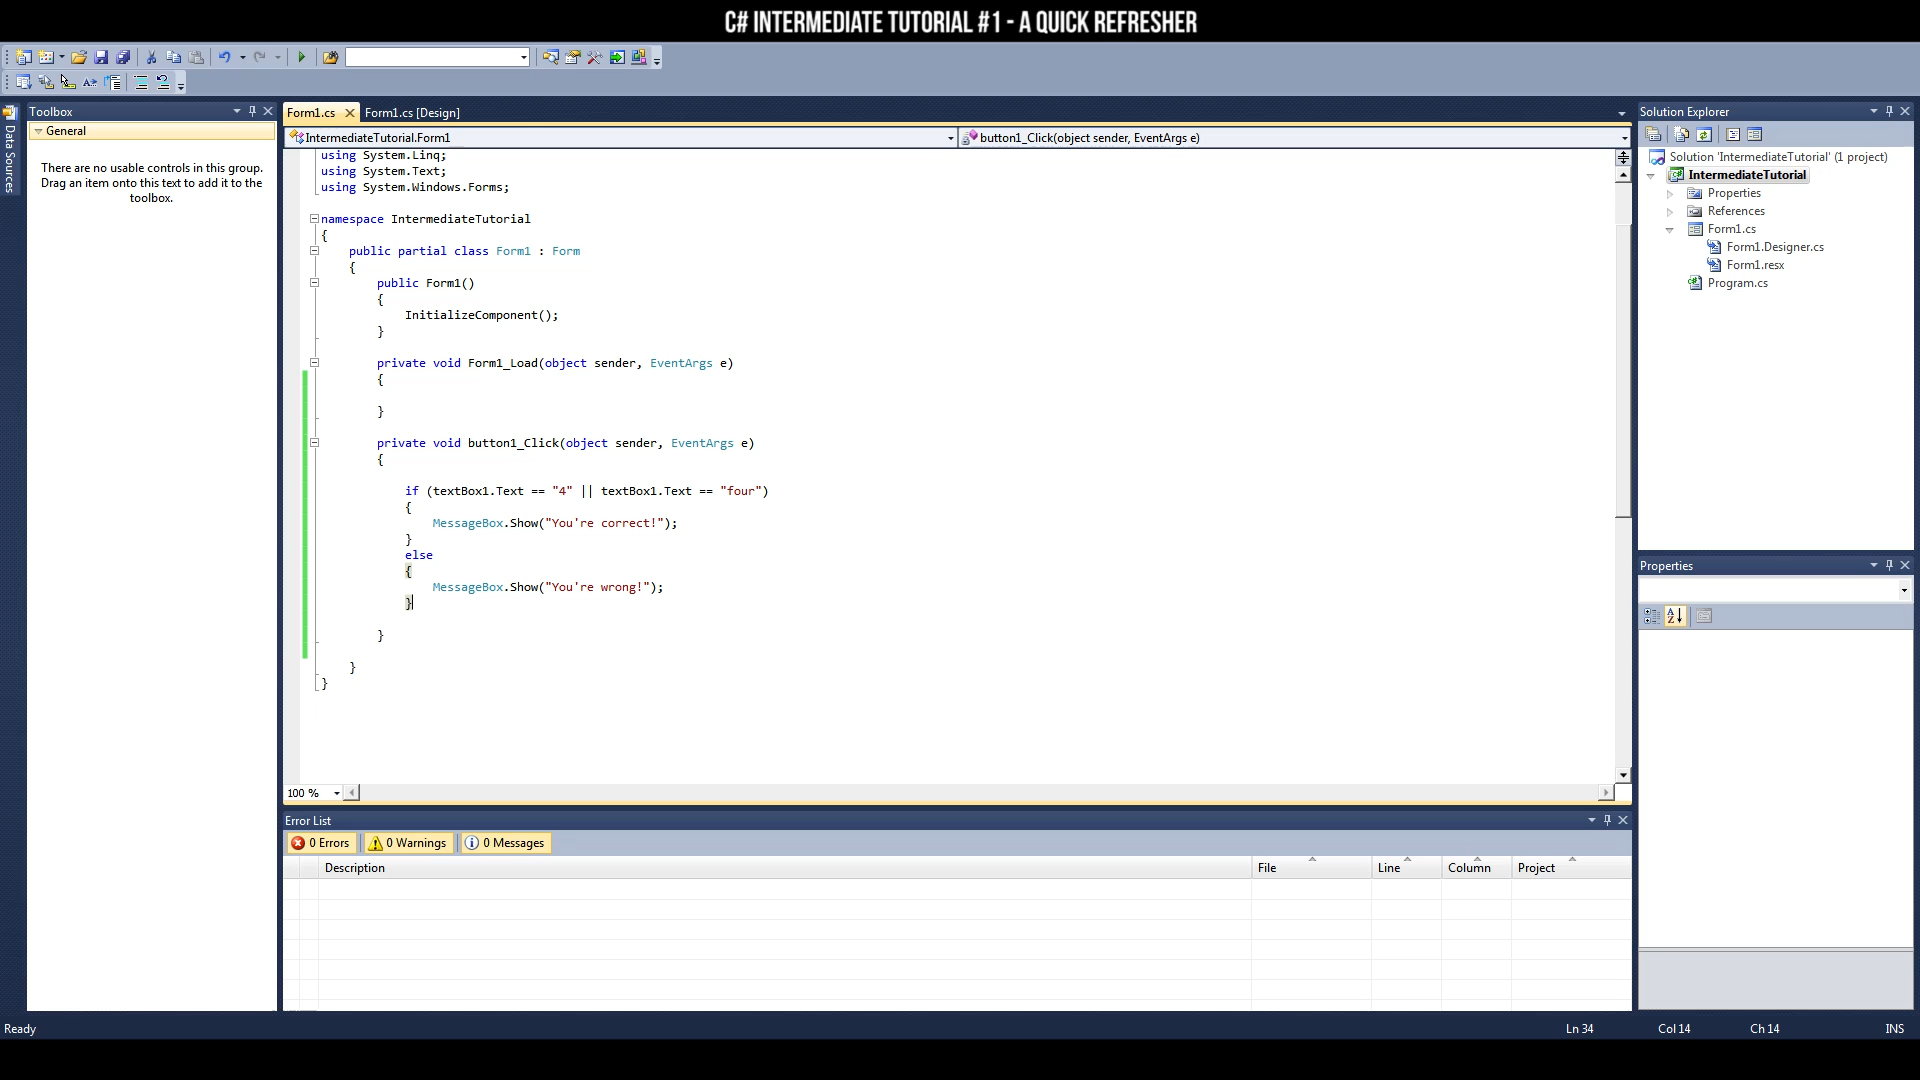 C# INTERMEDIATE TUTORIAL #1 - A QUICK REFRESHER
Data Sources
Toolbox
General
There are no usable controls in this group.
Drag an item onto this text to add it to the
toolbox.
Form1.cs
Form1.cs [Design]
IntermediateTutorial.Form1
button1_Click(object sender, EventArgs e)
using System.Linq;
using System.Text;
using System.Windows.Forms;
namespace IntermediateTutorial
{
public partial class Form1 : Form
{
public Form1()
{
InitializeComponent();
}
private void Form1_Load(object sender, EventArgs e)
{
}
private void button1_Click(object sender, EventArgs e)
{
if (textBox1.Text == "4" || textBox1.Text == "four")
{
MessageBox.Show("You're correct!");
}
else
{
MessageBox.Show("You're wrong!");
}
}
}
}
100 %
Error List
0 Errors
0 Warnings
0 Messages
Description
File
Line
Column
Project
Solution Explorer
Solution 'IntermediateTutorial' (1 project)
IntermediateTutorial
Properties
References
Form1.cs
Form1.Designer.cs
Form1.resx
Program.cs
Properties
Ready
Ln 34
Col 14
Ch 14
INS